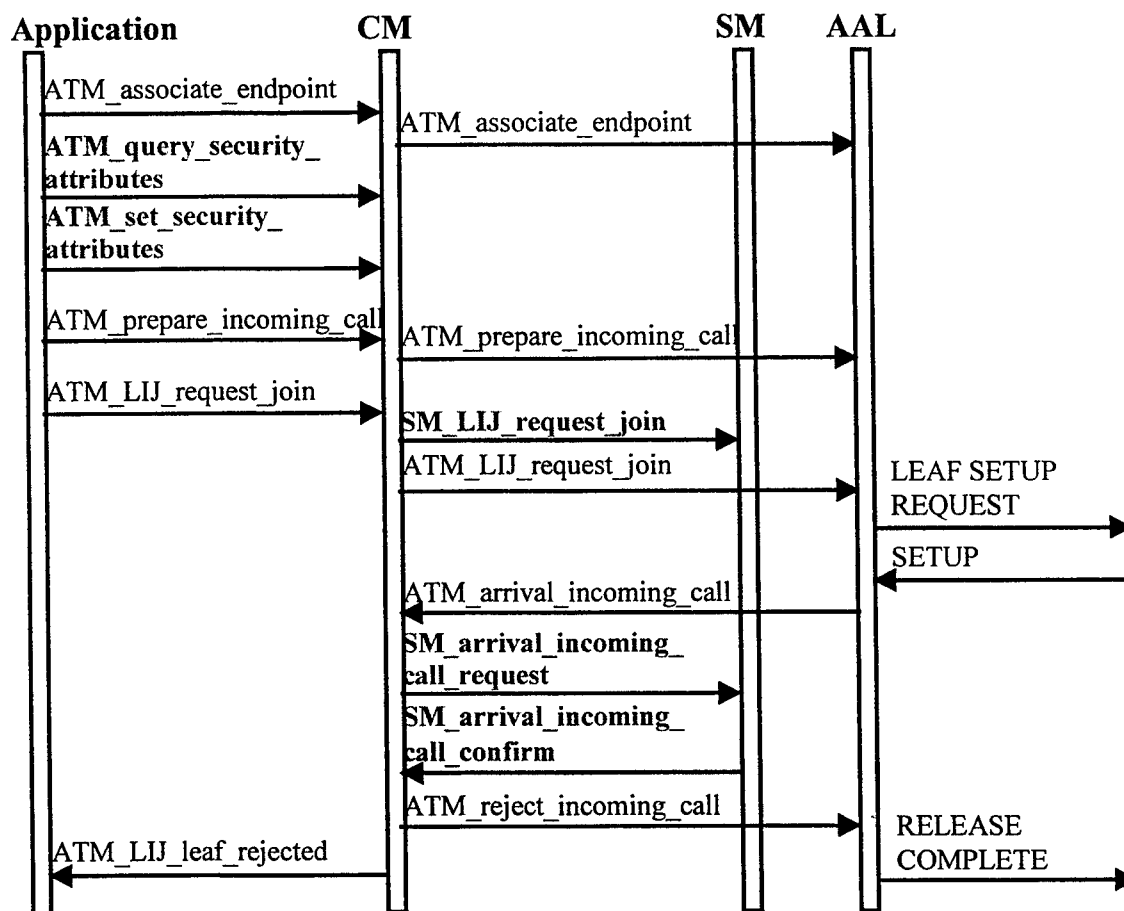 Application CM SM AAL
ATM_associate_endpoint
ATM_associate_endpoint
ATM_query_security_
attributes
ATM_set_security_
attributes
ATM_prepare_incoming_call
ATM_prepare_incoming_call
ATM_LIJ_request_join
SM_LIJ_request_join
ATM_LIJ_request_join
LEAF SETUP
REQUEST
SETUP
ATM_arrival_incoming_call
SM_arrival_incoming_
call_request
SM_arrival_incoming_
call_confirm
ATM_reject_incoming_call
RELEASE
COMPLETE
ATM_LIJ_leaf_rejected